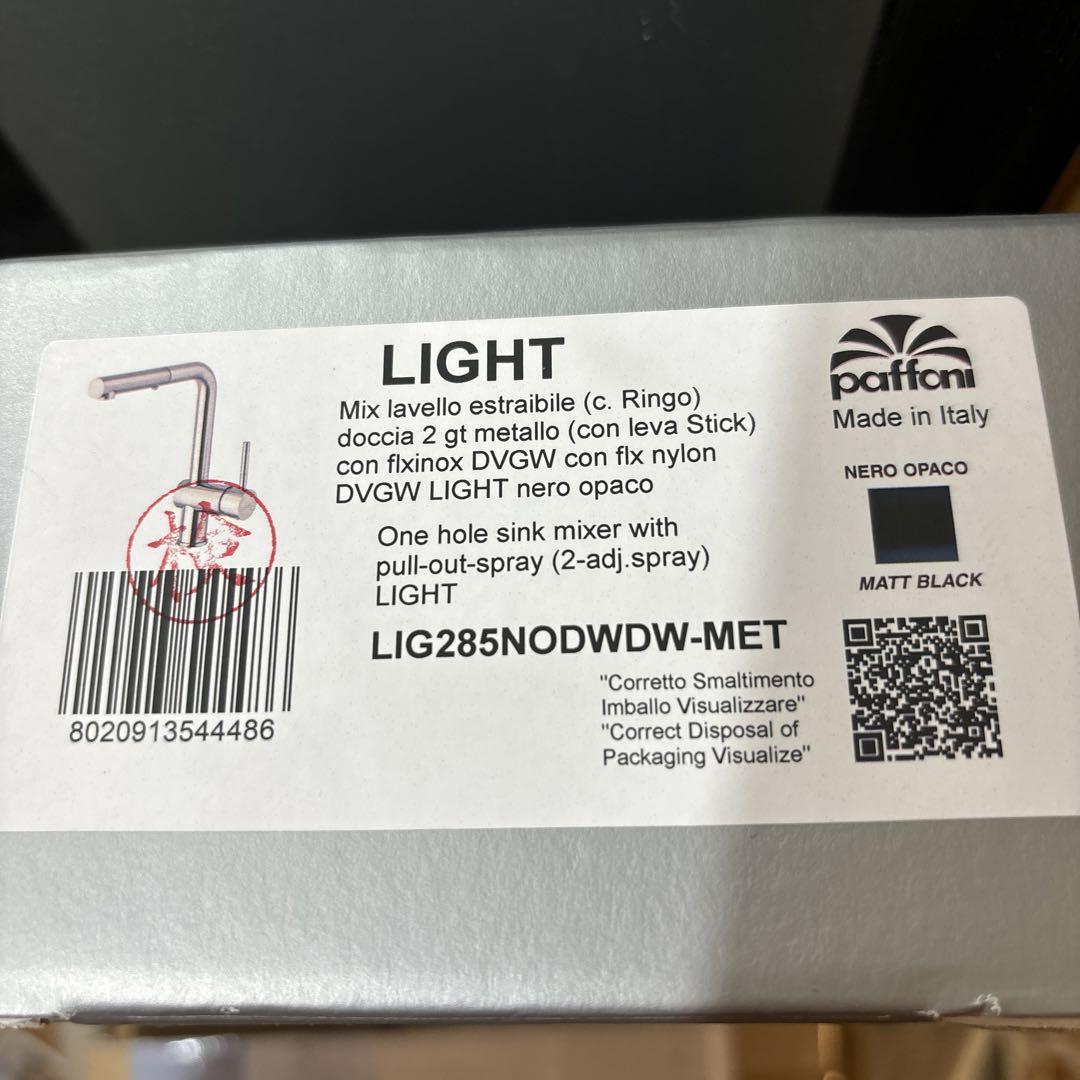 LIGHT
Mix lavello estraibile (c. Ringo)
doccia 2 gt metallo (con leva Stick)
con flxinox DVGW con flx nylon
DVGW LIGHT nero opaco
One hole sink mixer with
pull-out-spray (2-adj.spray)
LIGHT
LIG285NODWDW-MET
"Corretto Smaltimento
Imballo Visualizzare"
"Correct Disposal of
Packaging Visualize"
8020913544486
paffoni
Made in Italy
NERO OPACO
MATT BLACK